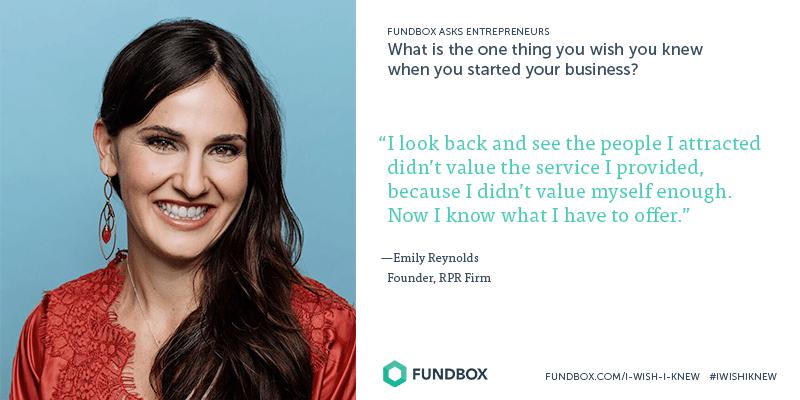 FUNDBOX ASKS ENTREPRENEURS
What is the one thing you wish you knew
when you started your business?
“I look back and see the people I attracted
didn’t value the service I provided,
because I didn’t value myself enough.
Now I know what I have to offer.”
—Emily Reynolds
Founder, RPR Firm
FUNDBOX
FUNDBOX.COM/I-WISH-I-KNEW #IWISHIKNEW